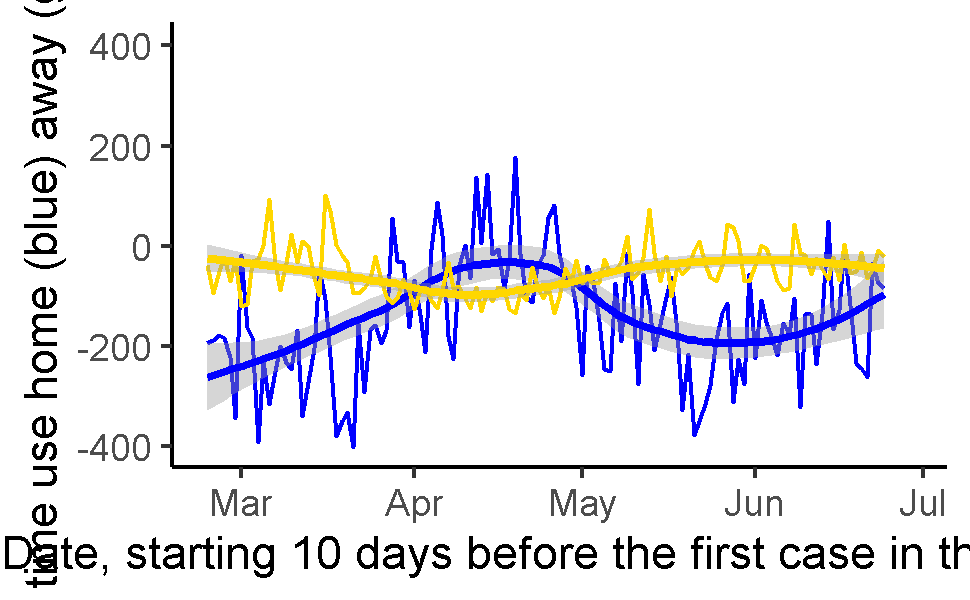 time use home (blue) away (
400
200
0
-200
-400
Mar Apr May Jun Jul
Date, starting 10 days before the first case in th